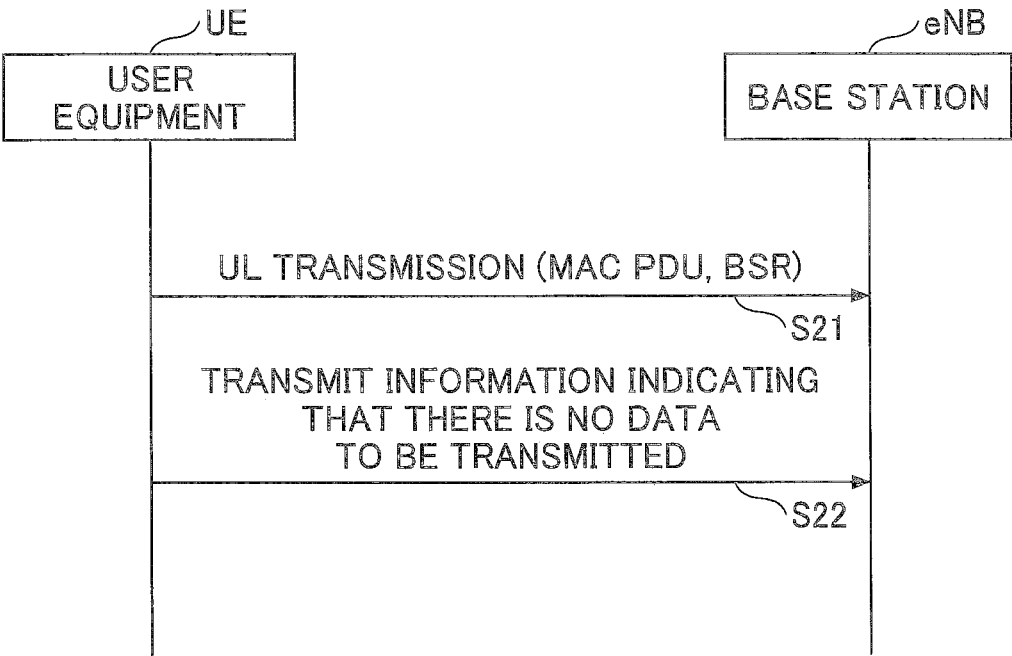 UE
eNB
USER
EQUIPMENT
BASE STATION
UL TRANSMISSION (MAC PDU, BSR)
S21
TRANSMIT INFORMATION INDICATING
THAT THERE IS NO DATA
TO BE TRANSMITTED
S22